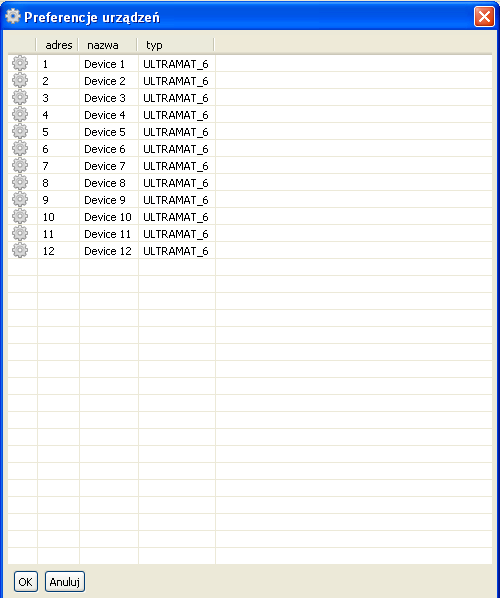 Preferencje urządzeń
adres nazwa typ
1 Device 1 ULTRAMAT_6
2 Device 2 ULTRAMAT_6
3 Device 3 ULTRAMAT_6
4 Device 4 ULTRAMAT_6
5 Device 5 ULTRAMAT_6
6 Device 6 ULTRAMAT_6
7 Device 7 ULTRAMAT_6
8 Device 8 ULTRAMAT_6
9 Device 9 ULTRAMAT_6
10 Device 10 ULTRAMAT_6
11 Device 11 ULTRAMAT_6
12 Device 12 ULTRAMAT_6
OK Anuluj